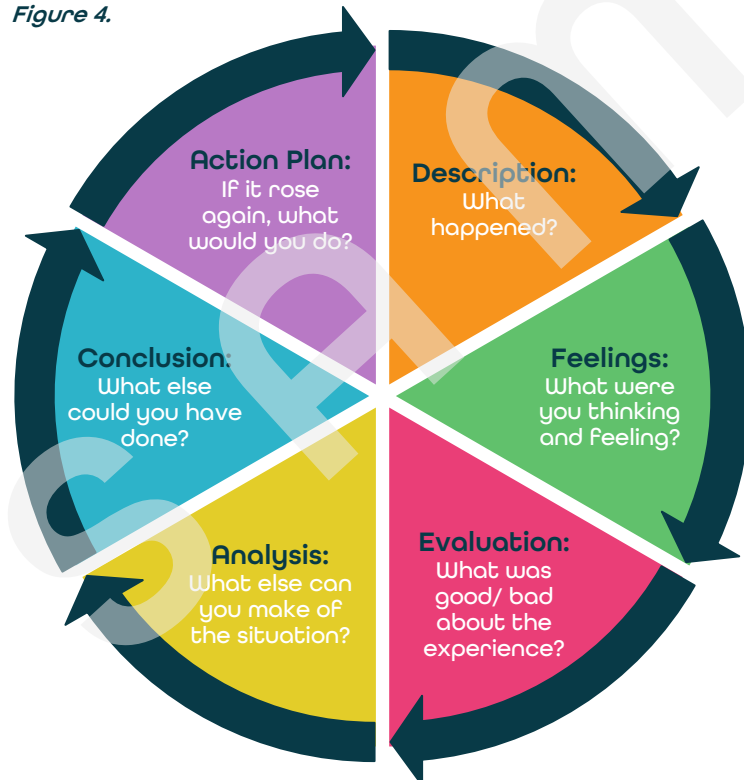 Figure 4.
Action Plan:
If it rose
again, what
would you do?
Description:
What
happened?
Conclusion:
What else
could you have
done?
Feelings:
What were
you thinking
and feeling?
Analysis:
What else can
you make of
the situation?
Evaluation:
What was
good/ bad
about the
experience?